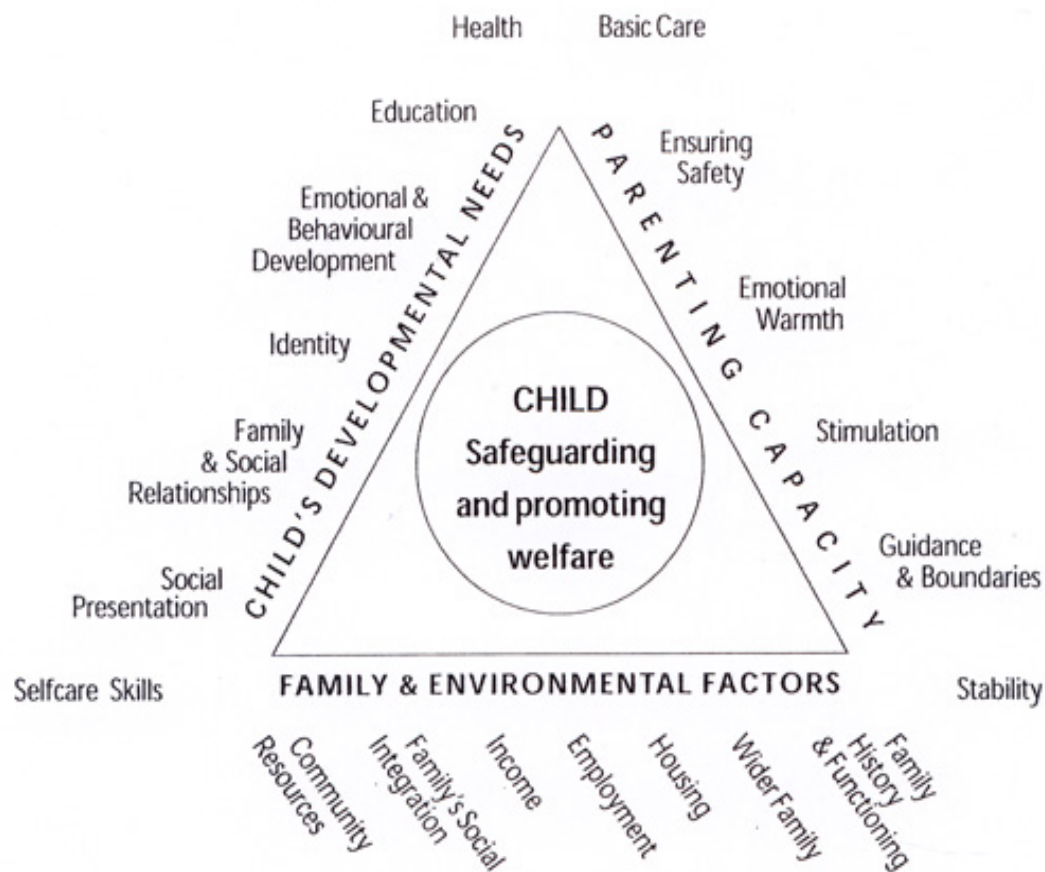 Health
Basic Care
Education
Emotional &
Behavioural
Development
Identity
Family
& Social
Relationships
Social
Presentation
Selfcare Skills
CHILD'S DEVELOPMENTAL NEEDS
PARENTING CAPACITY
Ensuring
Safety
Emotional
Warmth
Stimulation
Guidance
& Boundaries
Stability
CHILD
Safeguarding
and promoting
welfare
FAMILY & ENVIRONMENTAL FACTORS
Community
Resources
Family's Social
Integration
Income
Employment
Housing
Wider Family
Family
History
& Functioning